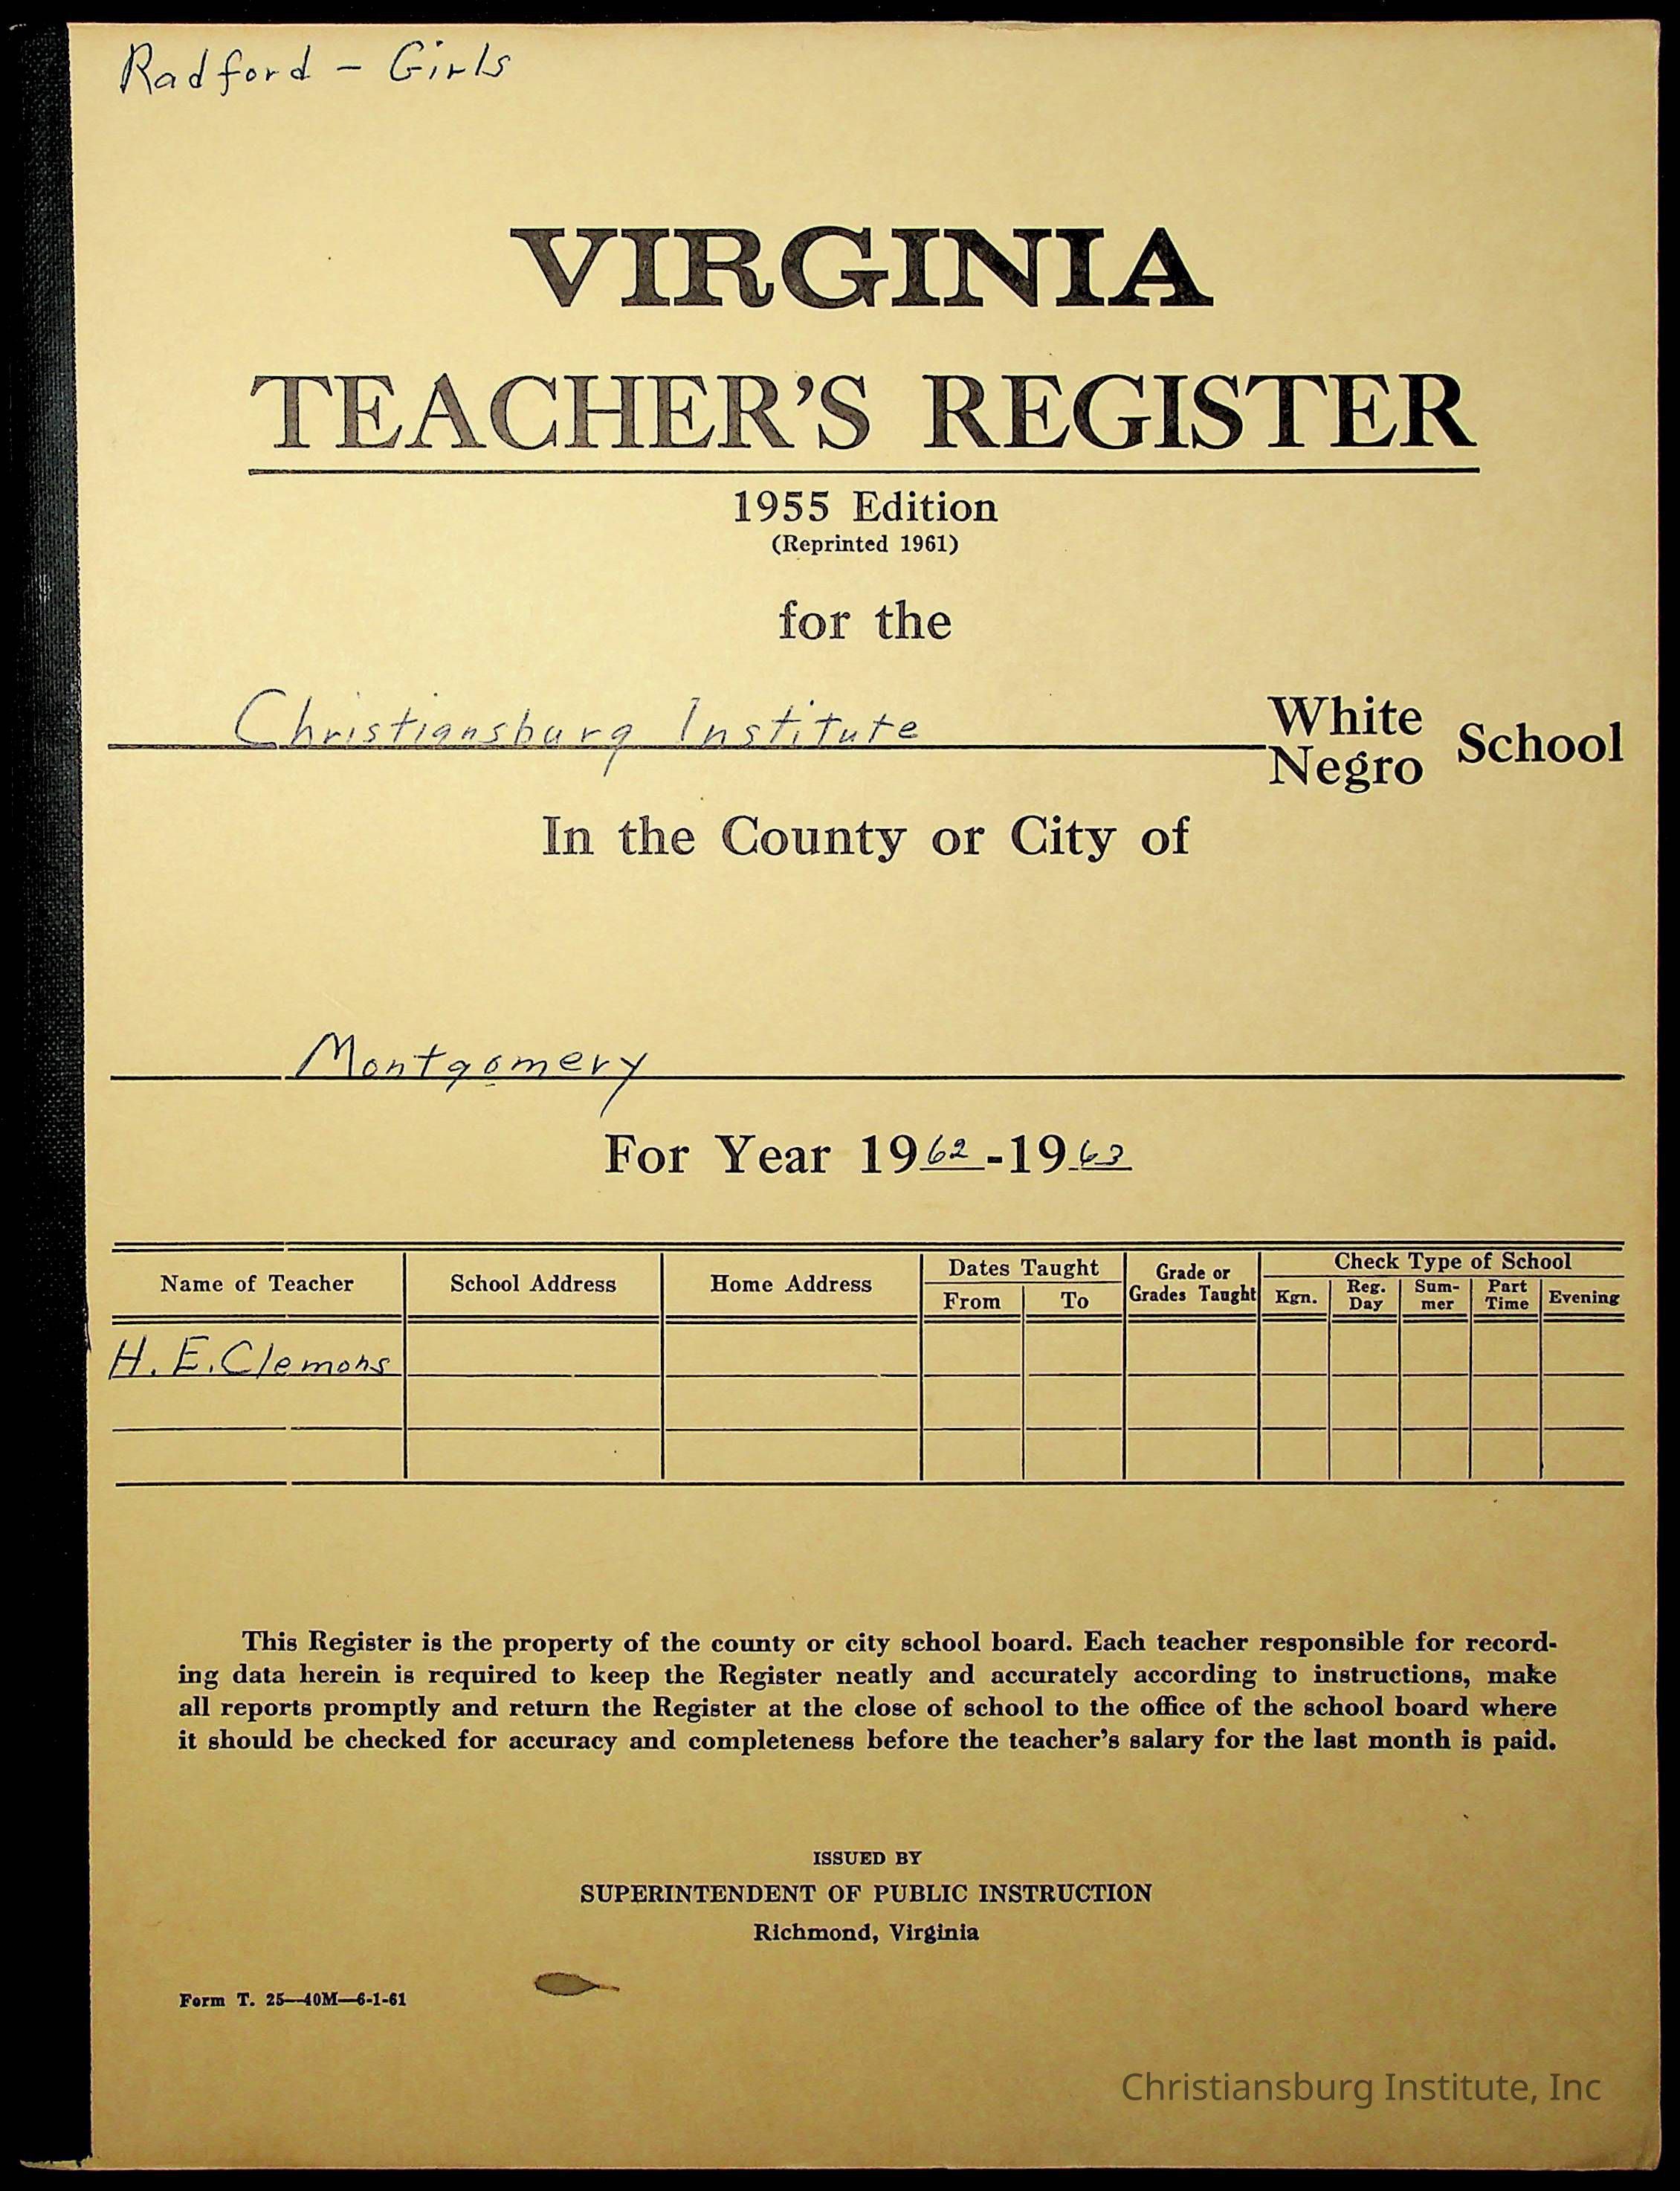 Radford - Girls
VIRGINIA
TEACHER'S REGISTER
1955 Edition
(Reprinted 1961)
for the
Christiansburg Institute White Negro School
In the County or City of
Montgomery
For Year 1962-1963
Name of Teacher School Address Home Address Dates Taught From To Grade or Grades Taught Check Type of School Kgn. Reg. Day Sum-mer Part Time Evening
H. E. Clemons
This Register is the property of the county or city school board. Each teacher responsible for record-
ing data herein is required to keep the Register neatly and accurately according to instructions, make
all reports promptly and return the Register at the close of school to the office of the school board where
it should be checked for accuracy and completeness before the teacher's salary for the last month is paid.
ISSUED BY
SUPERINTENDENT OF PUBLIC INSTRUCTION
Richmond, Virginia
Form T. 25—40M—6-1-61
Christiansburg Institute, Inc